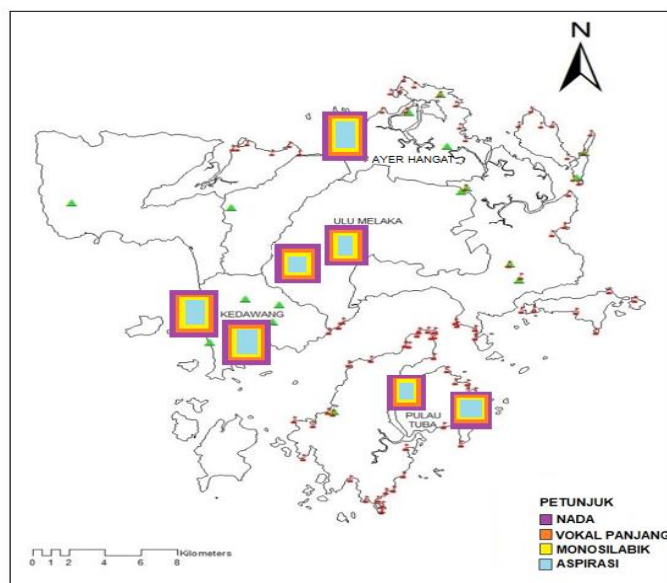 N
AYER HANGAT
ULU MELAKA
KEDAWANG
PULAU
TUBA
PETUNJUK
NADA
VOKAL PANJANG
MONOSILABIK
ASPIRASI
Kilometers
0 1 2 4 6 8